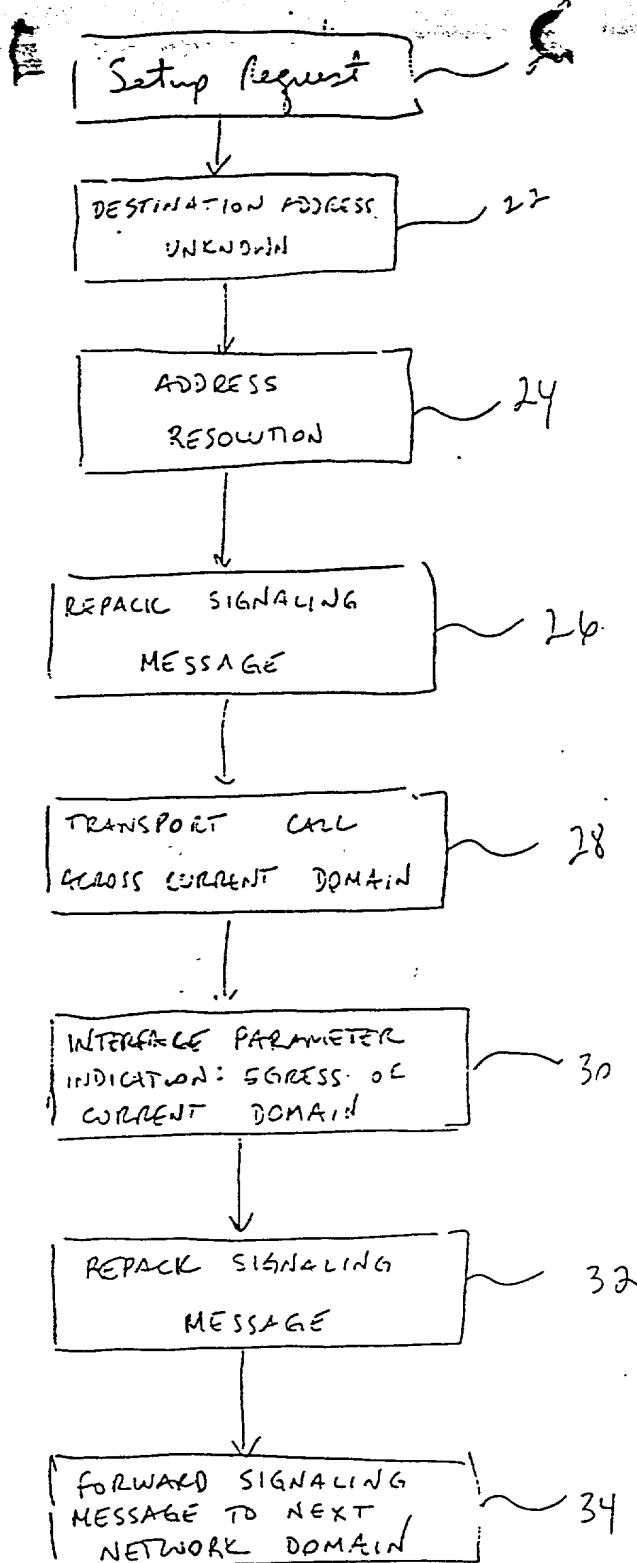 Setup Request
DESTINATION ADDRESS
UNKNOWN
22
ADDRESS
RESOLUTION
24
REPACK SIGNALING
MESSAGE
26
TRANSPORT CALL
ACROSS CURRENT DOMAIN
28
INTERFACE PARAMETER
INDICATION: EGRESS OF
CURRENT DOMAIN
30
REPACK SIGNALING
MESSAGE
32
FORWARD SIGNALING
MESSAGE TO NEXT
NETWORK DOMAIN
34